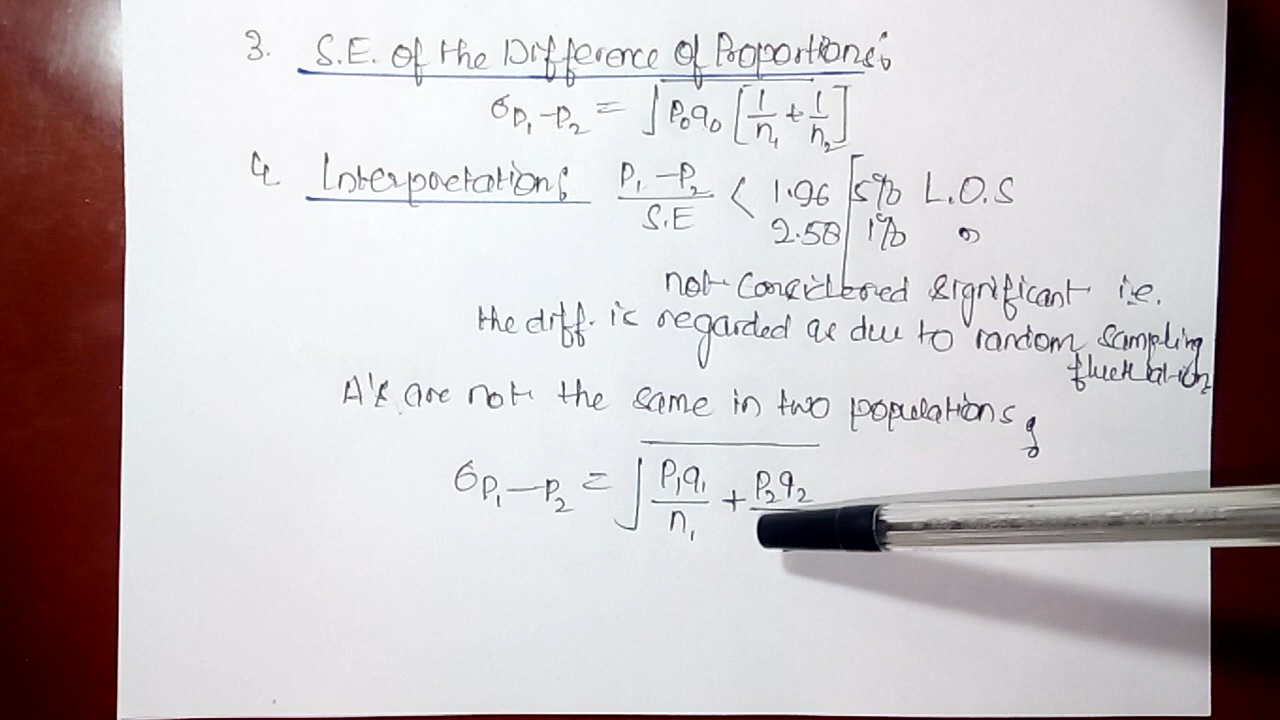 3. S.E. of the Difference of Proportions:
σp₁-p₂ = √p₀q₀ [1/n₁ + 1/n₂]
4. Interpretation: p₁-p₂/S.E < 1.96 | 5% L.O.S
2.58 | 1% "
not considered significant i.e.
the diff. is regarded as due to random sampling
fluctuation
A's are not the same in two populations,
σp₁-p₂ = √p₁q₁/n₁ + p₂q₂